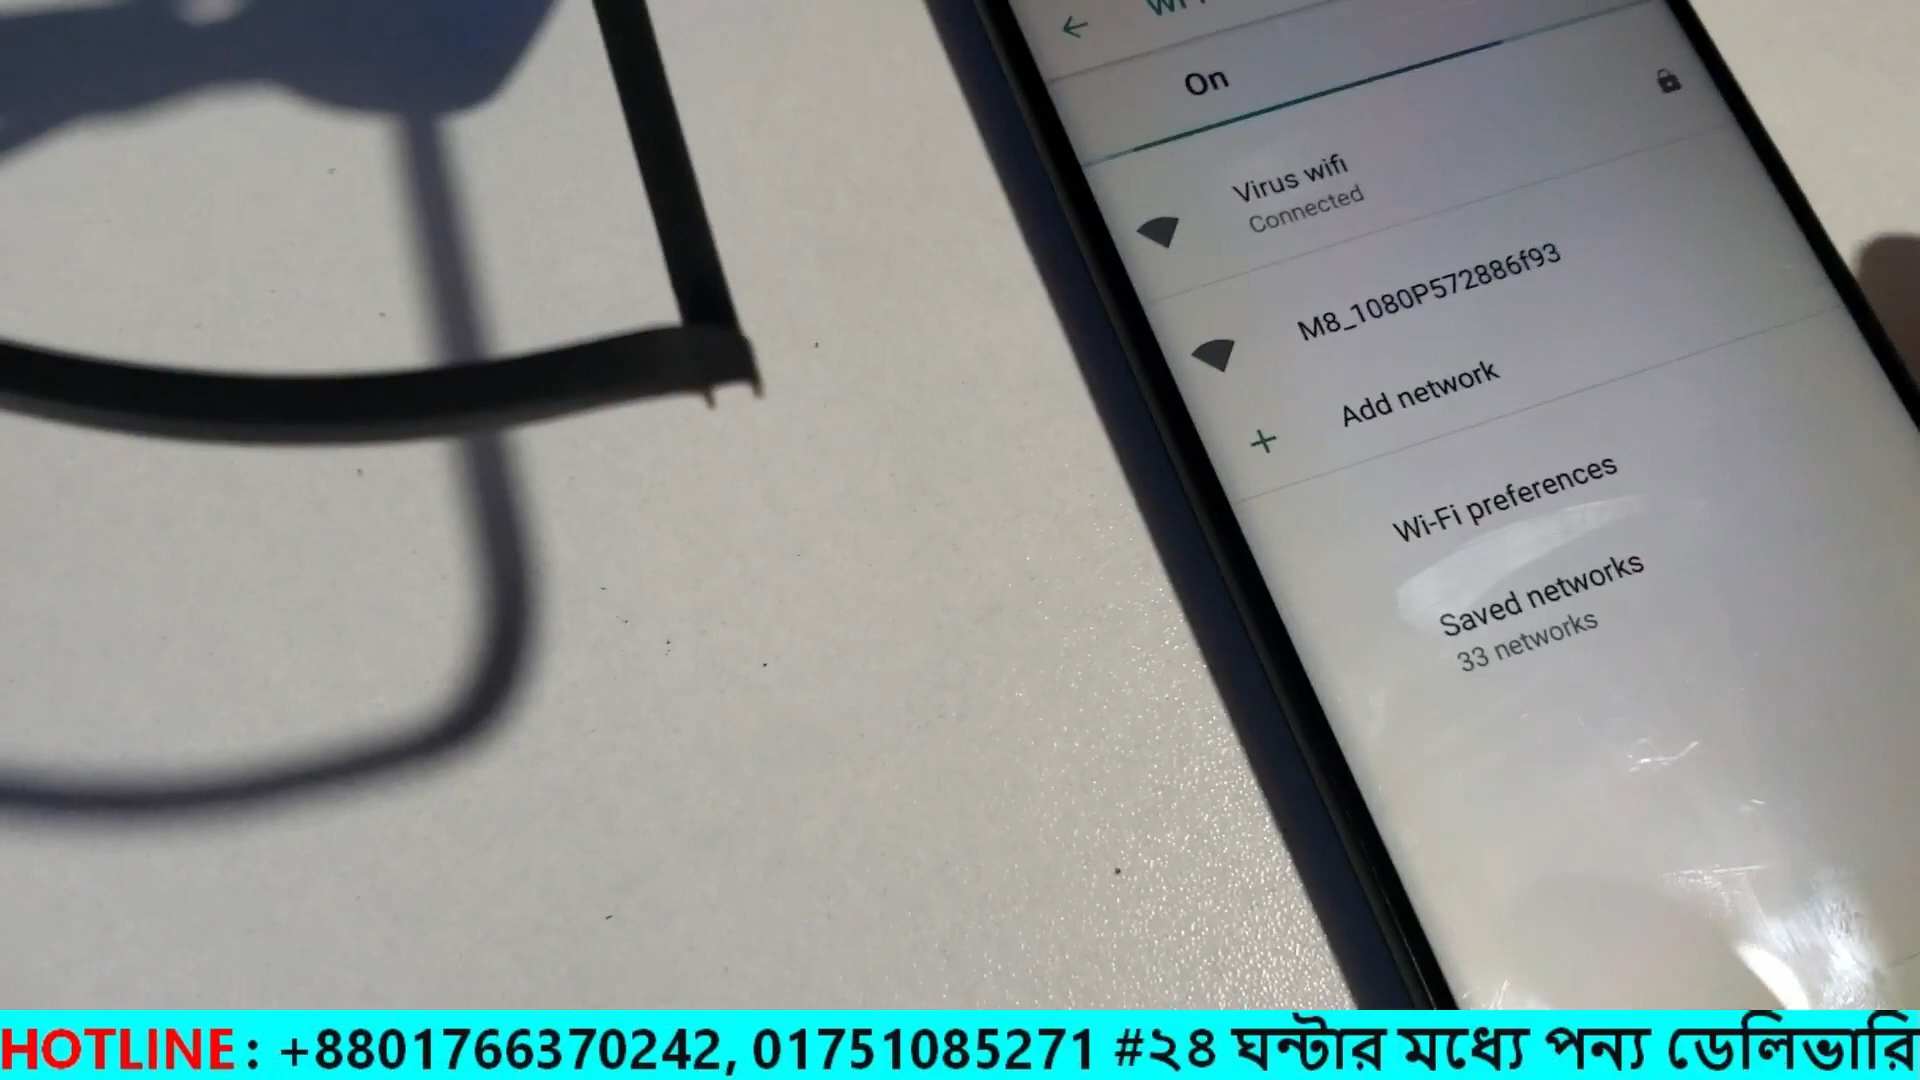 On
Virus wifi
Connected
M8_1080P572886f93
Add network
Wi-Fi preferences
Saved networks
33 networks
HOTLINE : +8801766370242, 01751085271 #২৪ ঘন্টার মধ্যে পন্য ডেলিভারি